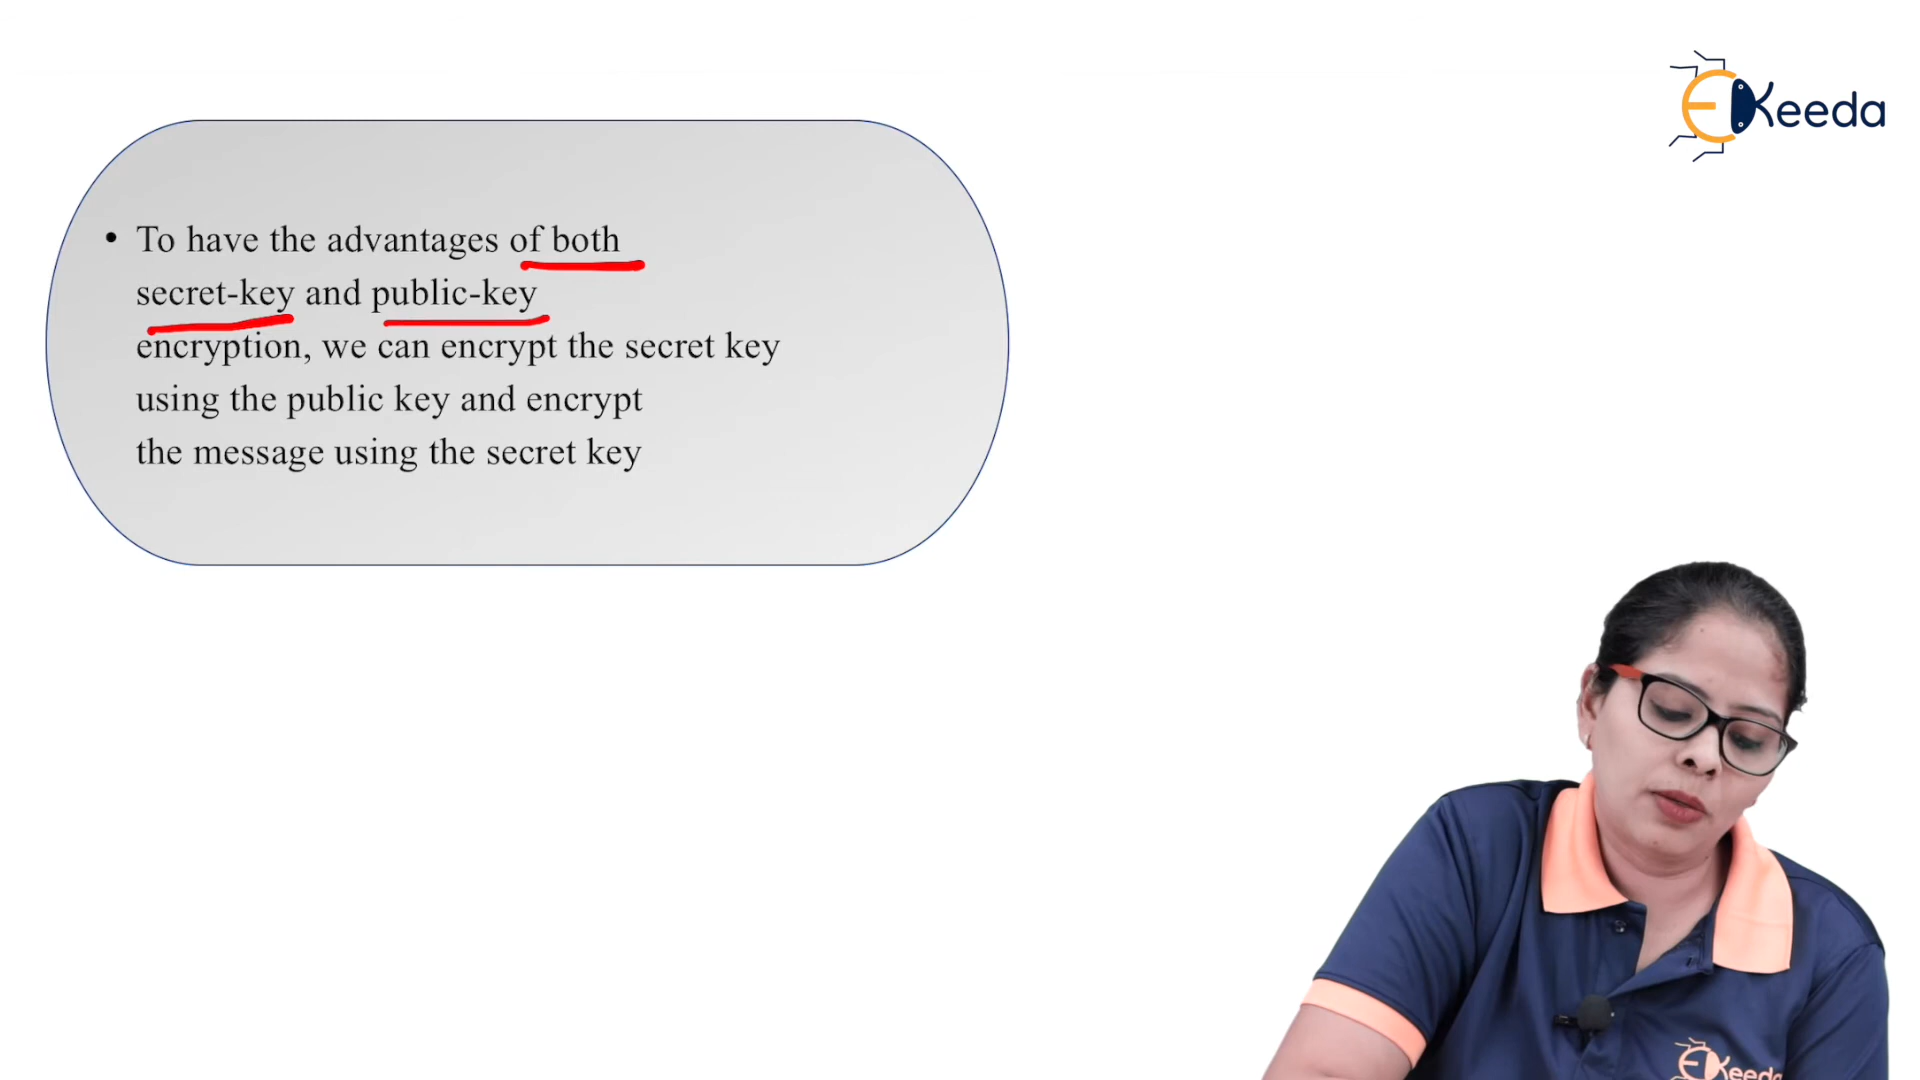 EKeeda
• To have the advantages of both
secret-key and public-key
encryption, we can encrypt the secret key
using the public key and encrypt
the message using the secret key
EKeeda